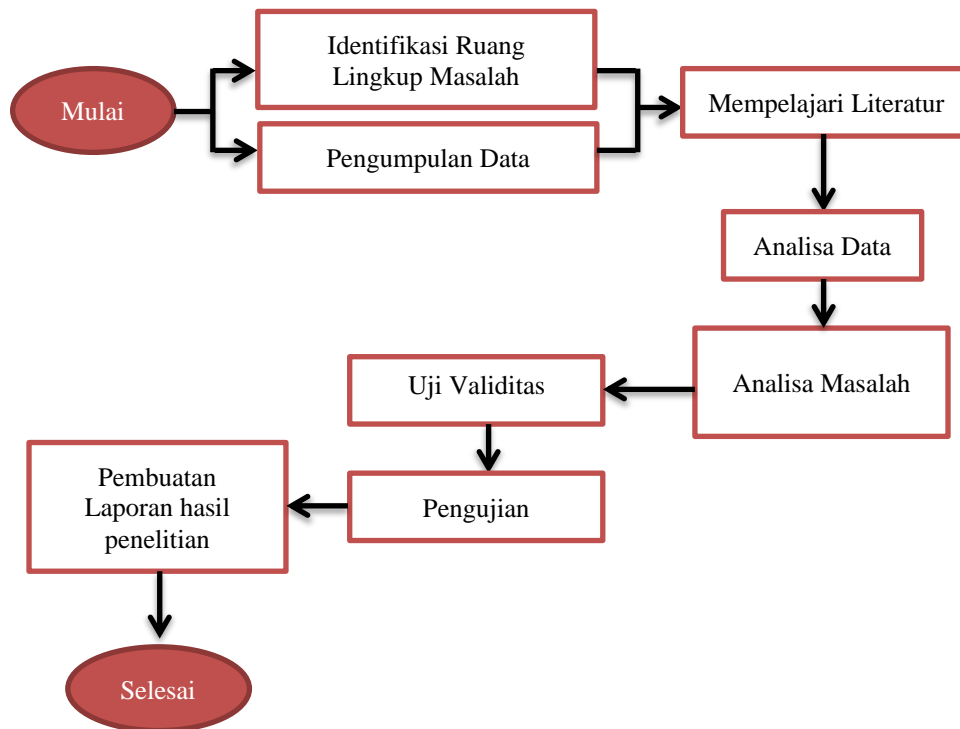 Mulai
Identifikasi Ruang
Lingkup Masalah
Pengumpulan Data
Mempelajari Literatur
Analisa Data
Analisa Masalah
Uji Validitas
Pengujian
Pembuatan
Laporan hasil
penelitian
Selesai